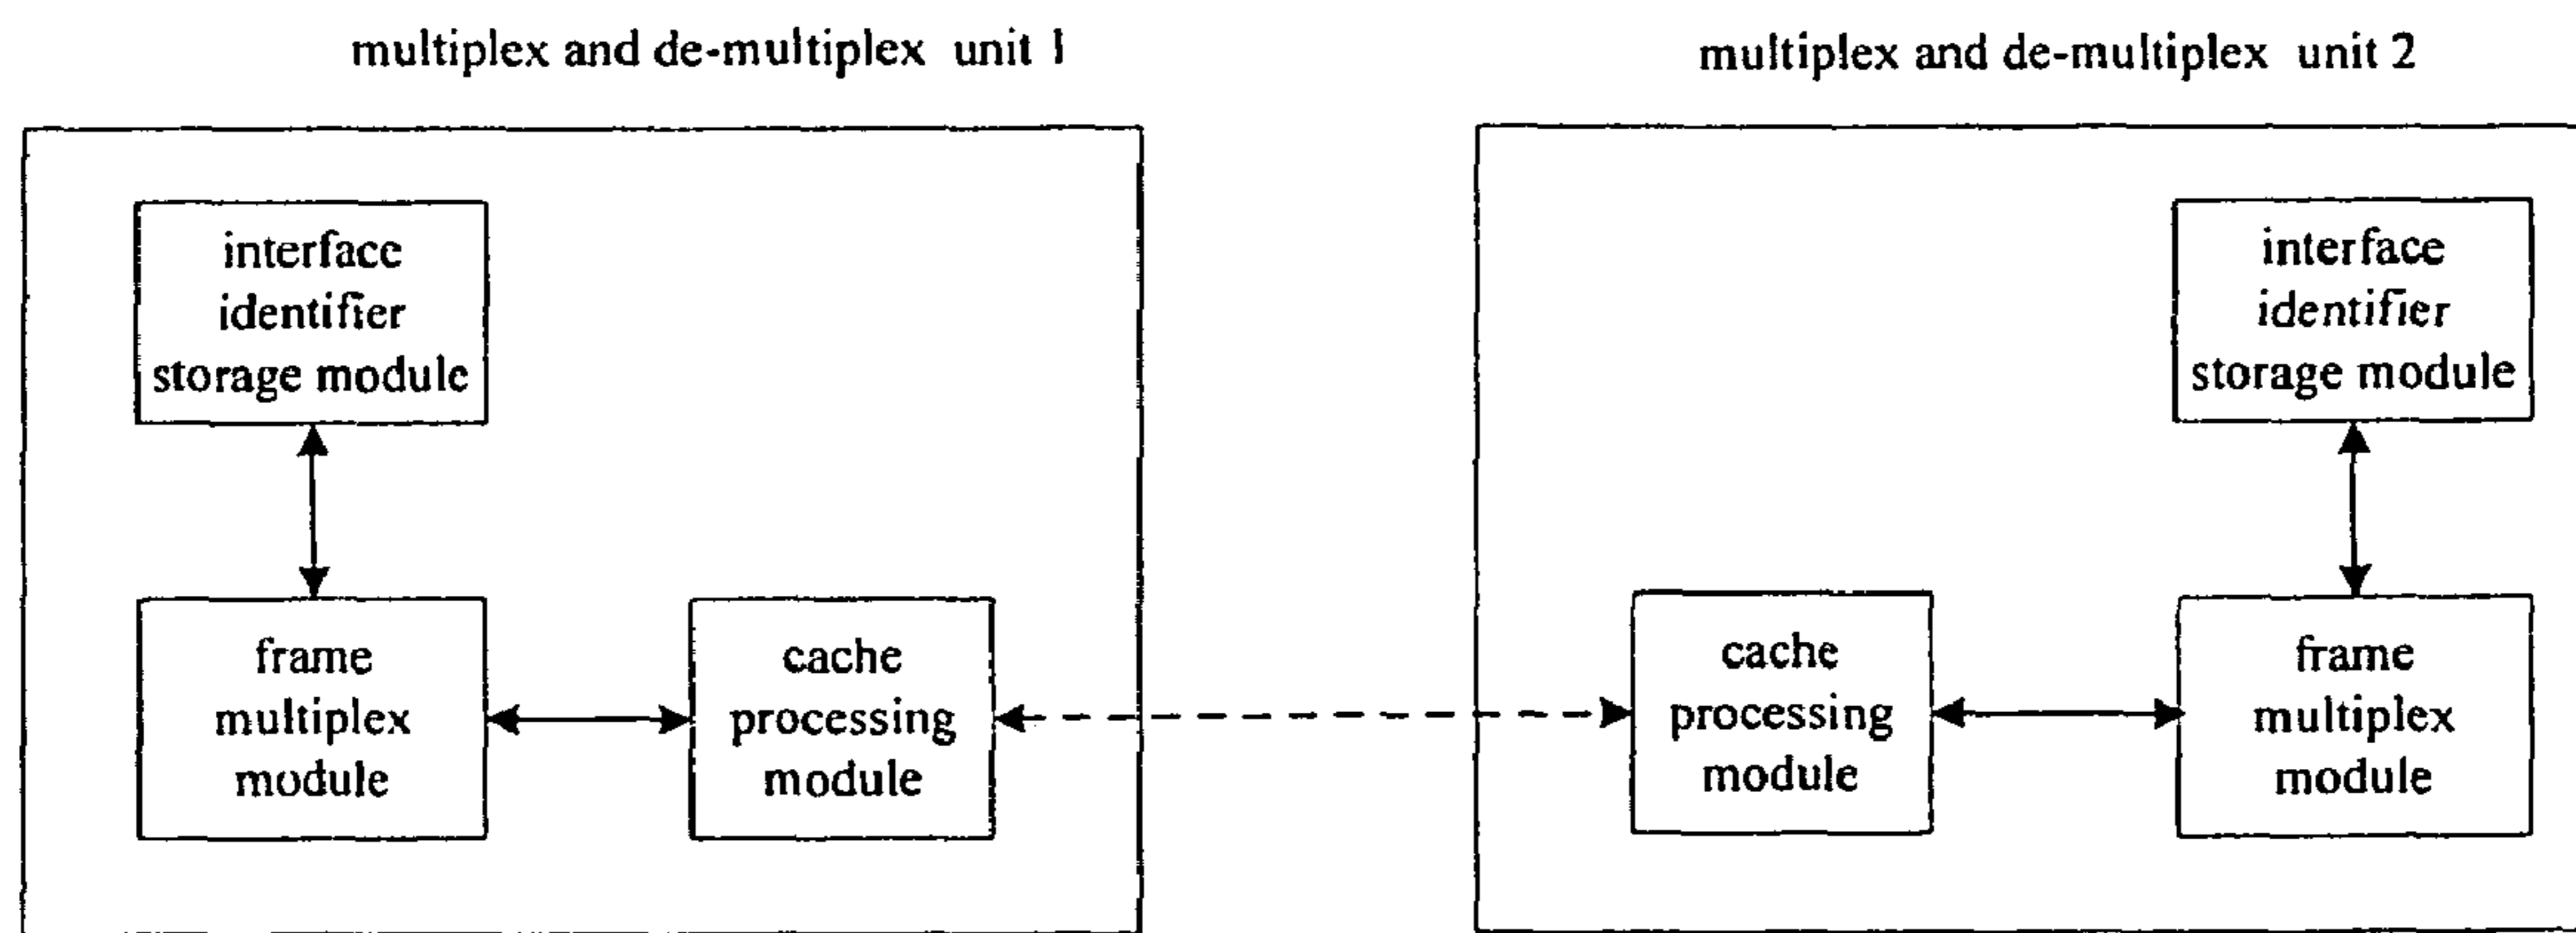 multiplex and de-multiplex unit 1
multiplex and de-multiplex unit 2
interface
identifier
storage module
interface
identifier
storage module
frame
multiplex
module
cache
processing
module
cache
processing
module
frame
multiplex
module